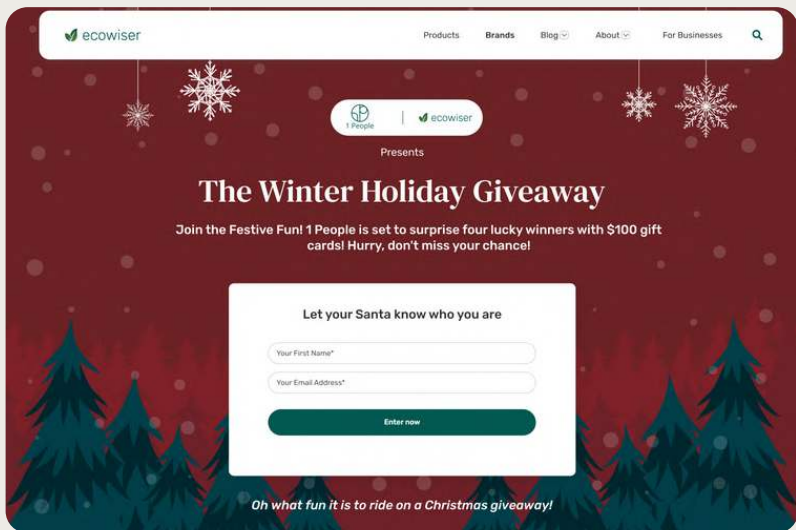 ecowiser
Products
Brands
Blog
About
For Businesses
1 People
ecowiser
Presents
The Winter Holiday Giveaway
Join the Festive Fun! 1 People is set to surprise four lucky winners with $100 gift
cards! Hurry, don't miss your chance!
Let your Santa know who you are
Your First Name*
Your Email Address*
Enter now
Oh what fun it is to ride on a Christmas giveaway!